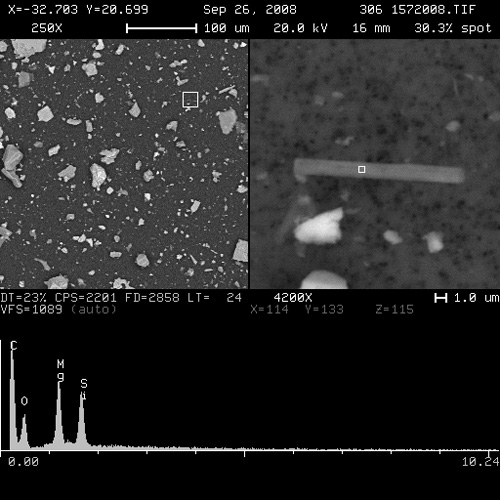 X=-32.703 Y=20.699 Sep 26, 2008 306 1572008.TIF
250X 100 um 20.0 kV 16 mm 30.3% spot
DT=23% CPS=2201 FD=2858 LT= 24 4200X 1.0 um
VFS=1089 (auto) X=114 Y=133 Z=115
C
O
Mg
Si
0.00 10.24